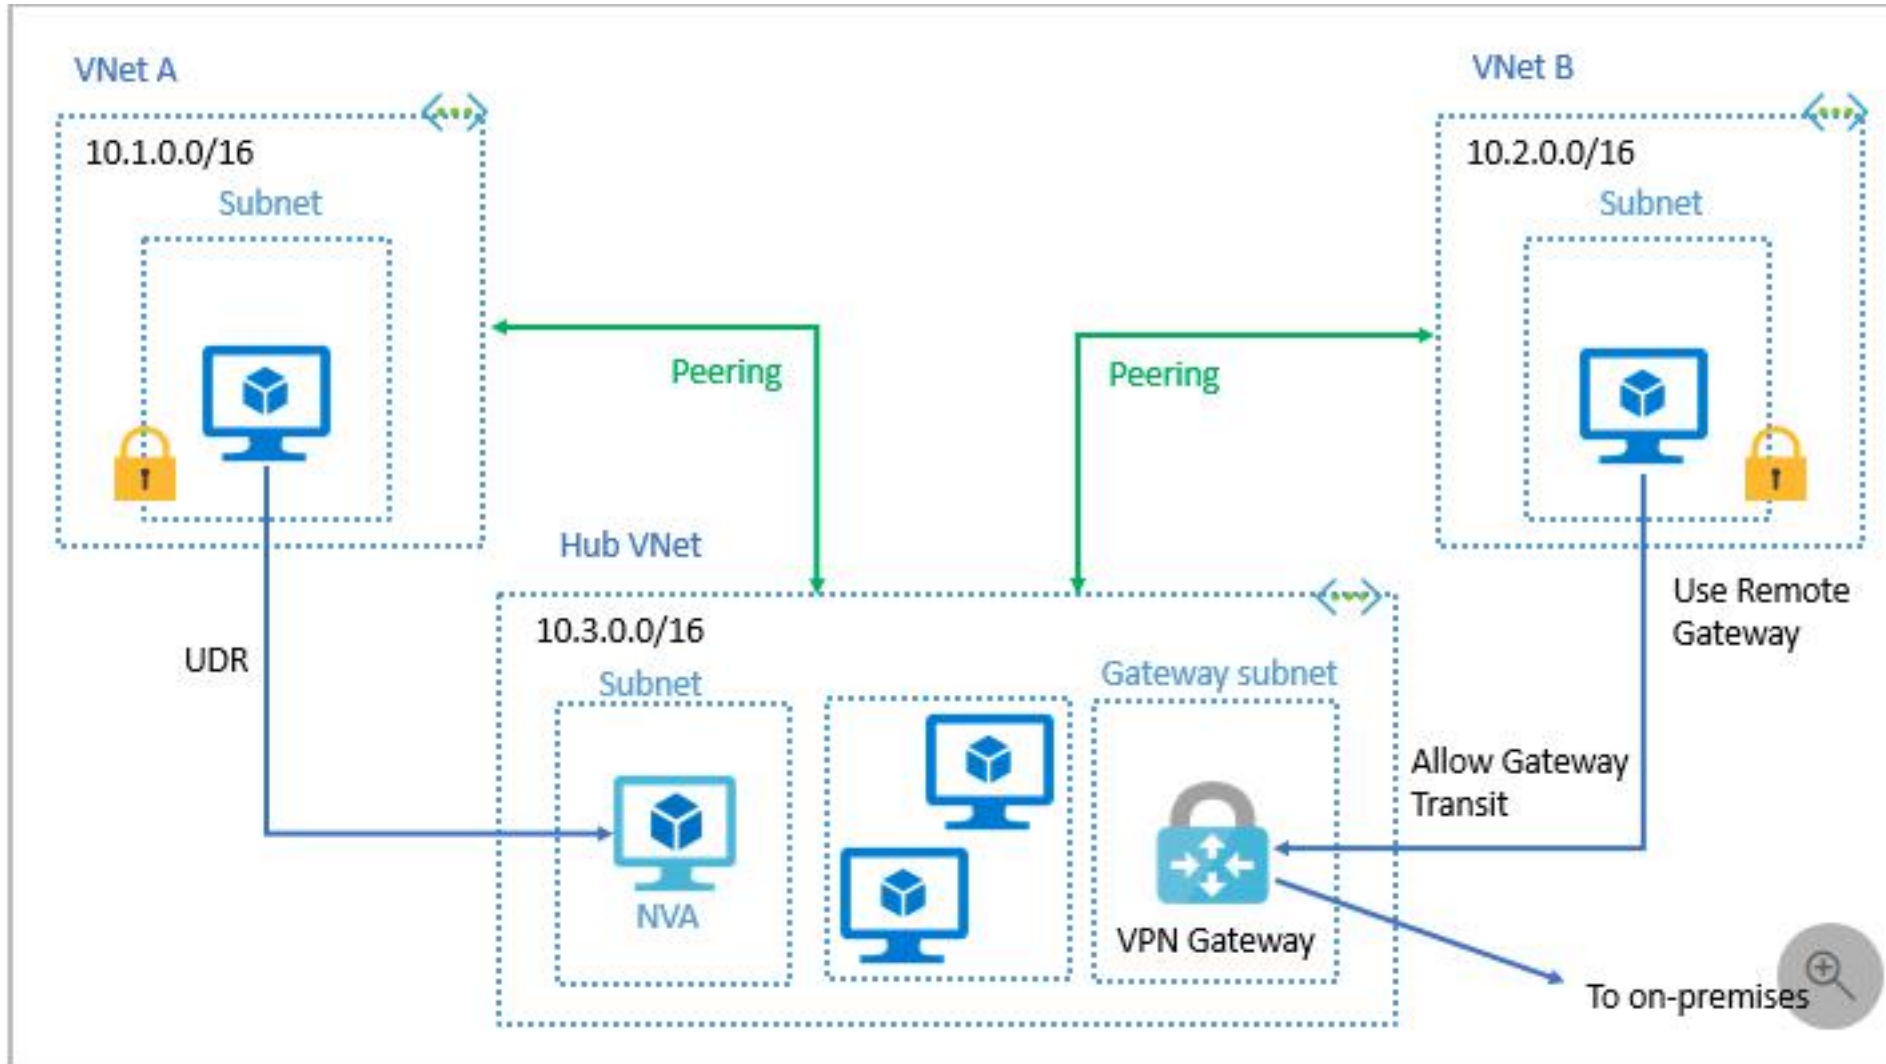 VNet A
VNet B
10.1.0.0/16
10.2.0.0/16
Subnet
Subnet
Peering
Peering
Hub VNet
Use Remote
Gateway
10.3.0.0/16
UDR
Subnet
Gateway subnet
Allow Gateway
Transit
NVA
VPN Gateway
To on-premises